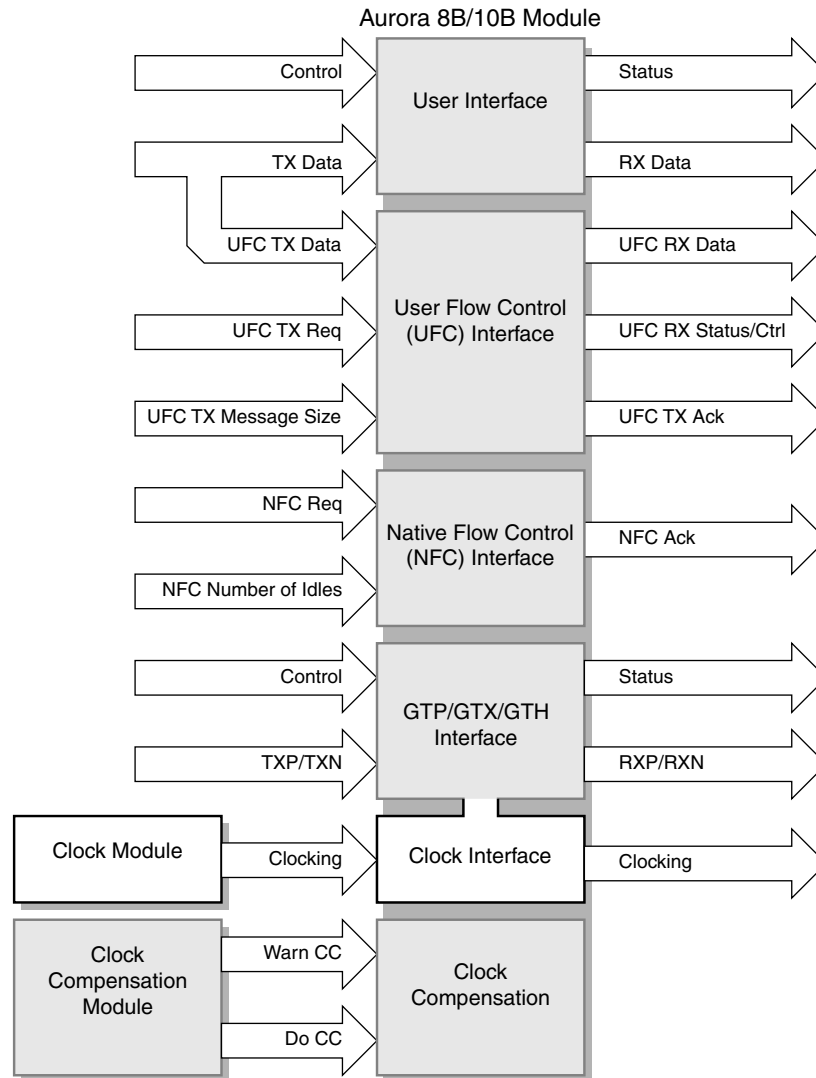 Aurora 8B/10B Module
Control
User Interface
Status
TX Data
RX Data
UFC TX Data
UFC RX Data
UFC TX Req
User Flow Control
(UFC) Interface
UFC RX Status/Ctrl
UFC TX Message Size
UFC TX Ack
NFC Req
Native Flow Control
(NFC) Interface
NFC Ack
NFC Number of Idles
Control
Status
GTP/GTX/GTH
Interface
TXP/TXN
RXP/RXN
Clock Module
Clocking
Clock Interface
Clocking
Clock
Compensation
Module
Warn CC
Do CC
Clock
Compensation